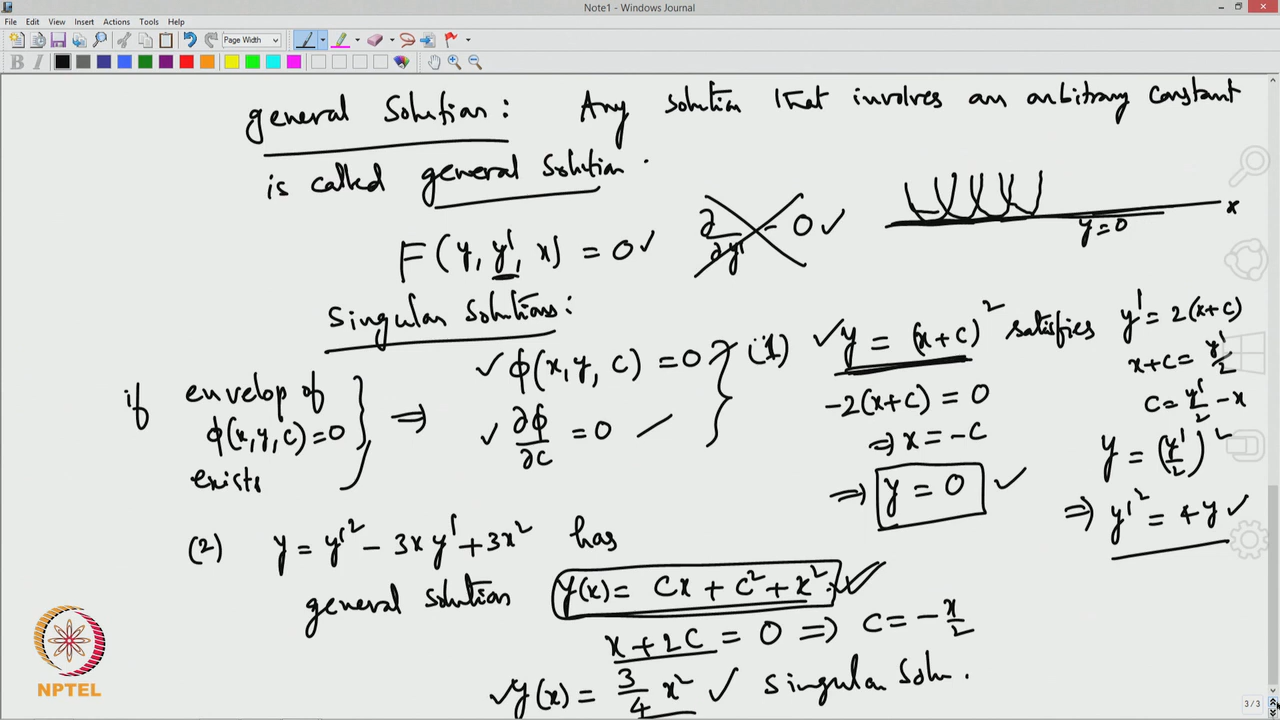 Note1 - Windows Journal
File Edit View Insert Actions Tools Help
Page Width
B I
general Solution : Any solution that involves an arbitrary constant
is called general solution.
F(y, y', x) = 0 ✓ ∂/∂y' = 0 ✓
y = 0 x
Singular Solutions :
if envelop of
φ(x,y,c)=0
exists
⇒
✓ φ(x, y, c) = 0
✓ ∂φ/∂c = 0
(1) ✓ y = (x+c)² satisfies
-2(x+c) = 0
⇒ x = -c
⇒ y = 0 ✓
y' = 2(x+c)
x+c = y'/2
c = y'/2 - x
y = (y'/2)²
⇒ y'² = 4y ✓
(2) y = y'² - 3xy' + 3x² has
general solution y(x) = cx + c² + x². ✓
x + 2c = 0 ⇒ c = -x/2
✓ y(x) = 3/4 x² ✓ singular soln.
NPTEL
3 / 3